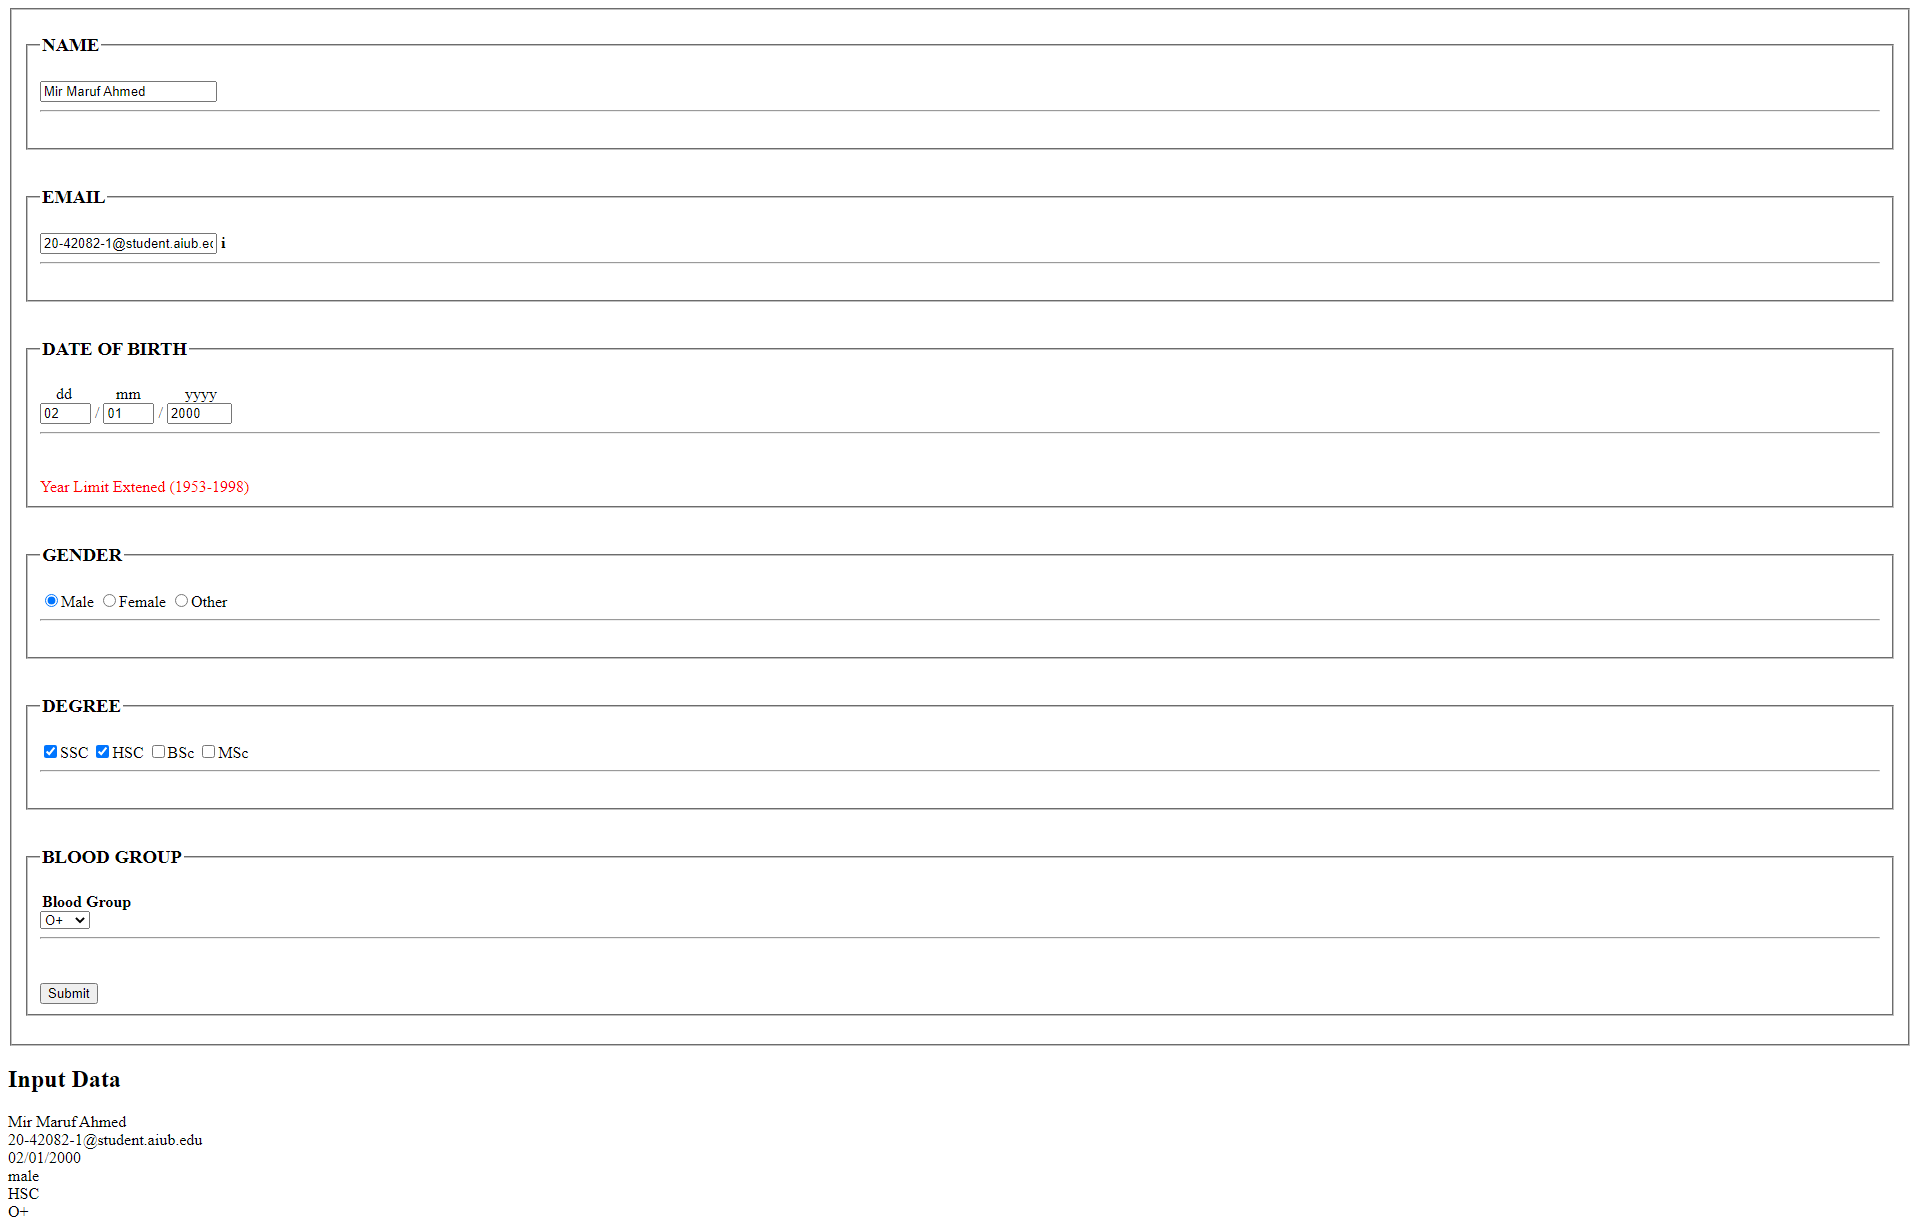 NAME
Mir Maruf Ahmed
EMAIL
20-42082-1@student.aiub.ec i
DATE OF BIRTH
dd mm yyyy
02 / 01 / 2000
Year Limit Extened (1953-1998)
GENDER
Male Female Other
DEGREE
SSC HSC BSc MSc
BLOOD GROUP
Blood Group
O+
Submit
Input Data
Mir Maruf Ahmed
20-42082-1@student.aiub.edu
02/01/2000
male
HSC
O+